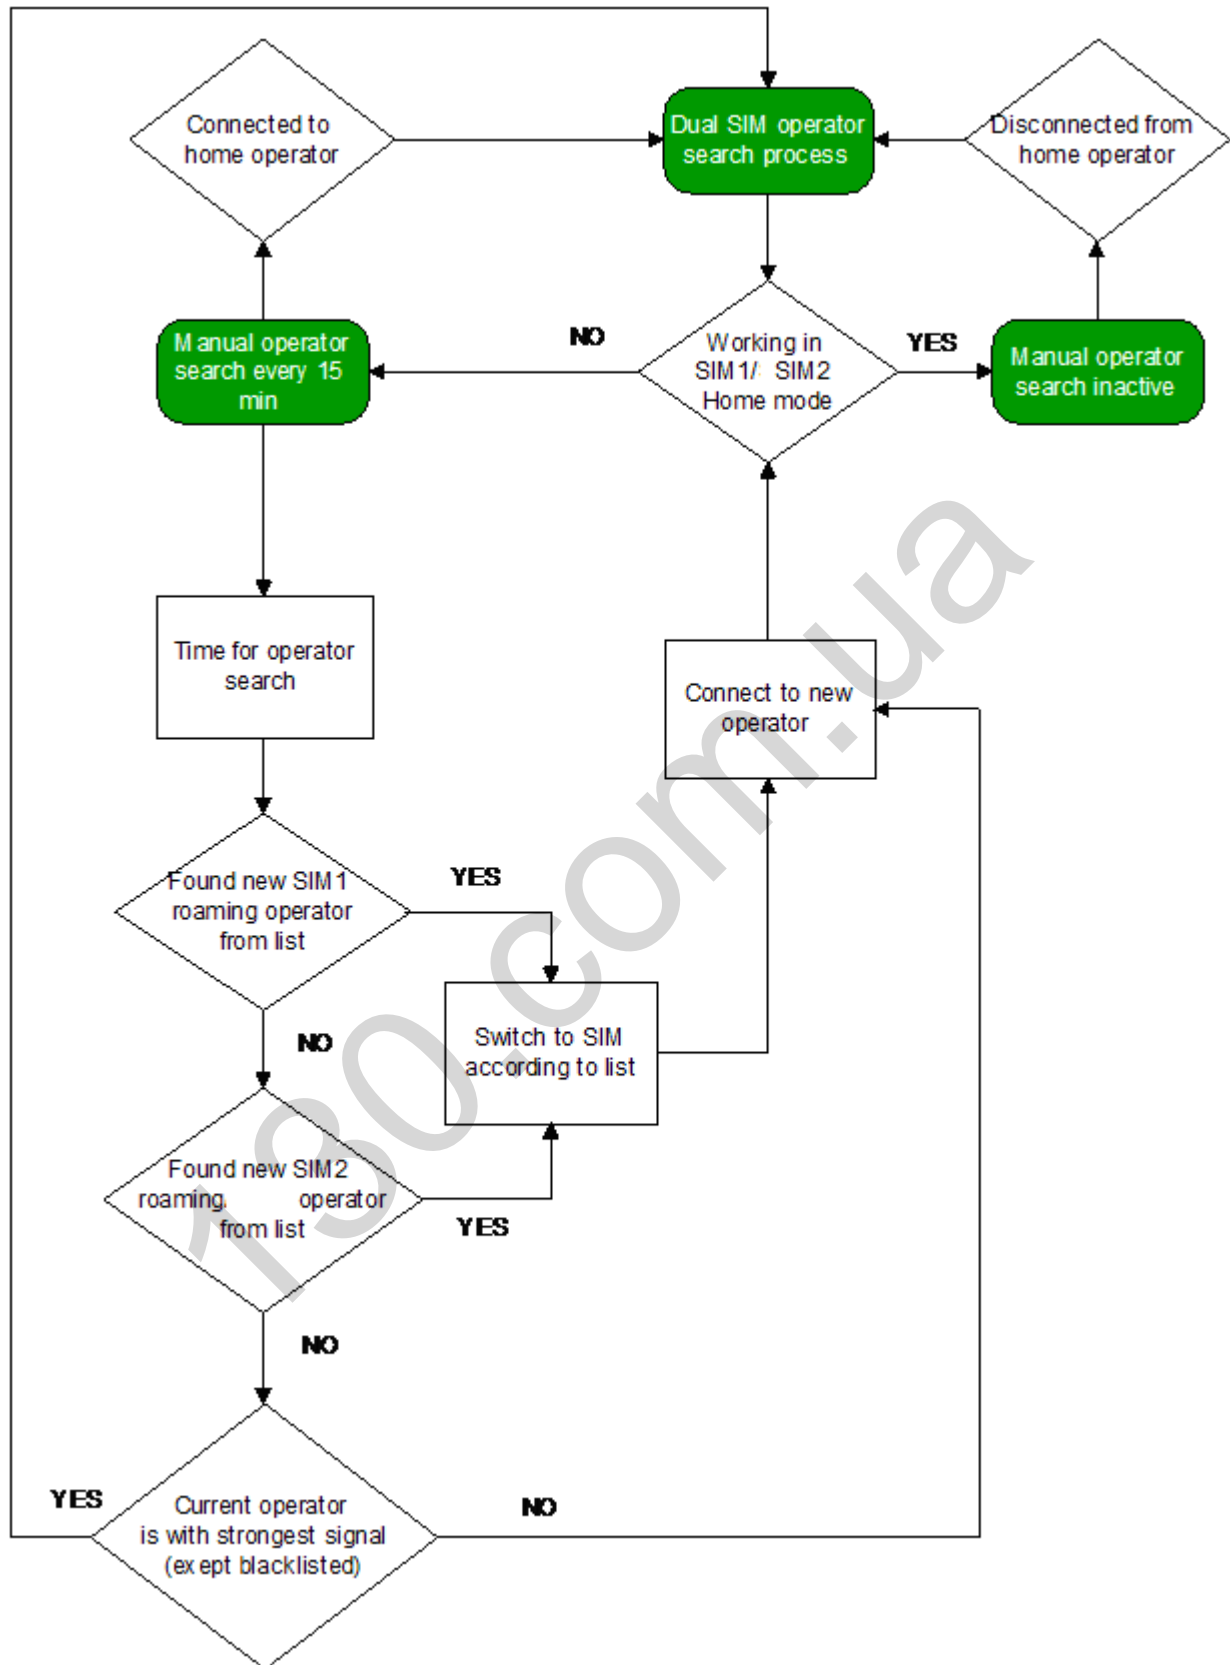 Connected to
home operator
Dual SIM operator
search process
Disconnected from
home operator
Manual operator
search every 15
min
NO
Working in
SIM1/ SIM2
Home mode
YES
Manual operator
search inactive
Time for operator
search
Connect to new
operator
Found new SIM1
roaming operator
from list
YES
NO
Switch to SIM
according to list
Found new SIM2
roaming operator
from list
YES
NO
YES
Current operator
is with strongest signal
(exept blacklisted)
NO
130.com.ua